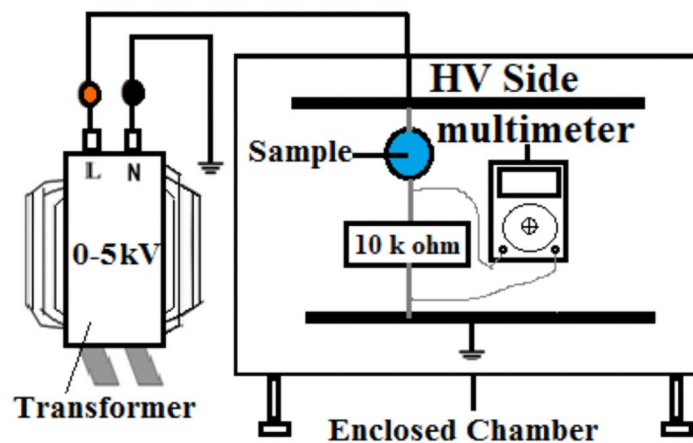 HV Side
multimeter
Sample
L N
0-5kV
10 k ohm
Transformer
Enclosed Chamber